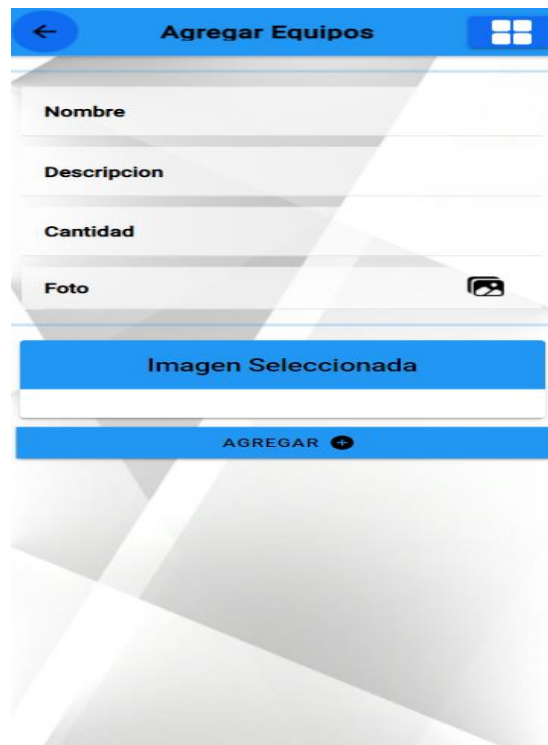 Agregar Equipos
Nombre
Descripcion
Cantidad
Foto
Imagen Seleccionada
AGREGAR